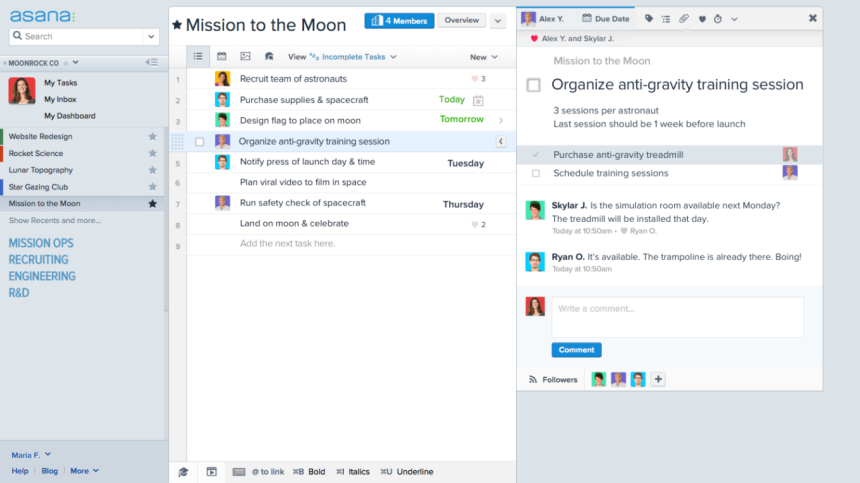 asana
Search
MOONROCK CO
My Tasks
My Inbox
My Dashboard
Website Redesign
Rocket Science
Lunar Topography
Star Gazing Club
Mission to the Moon
Show Recents and more...
MISSION OPS
RECRUITING
ENGINEERING
R&D
Maria F.
Help Blog More
Mission to the Moon
4 Members
Overview
View Incomplete Tasks New
1 Recruit team of astronauts 3
2 Purchase supplies & spacecraft Today
3 Design flag to place on moon Tomorrow
Organize anti-gravity training session
5 Notify press of launch day & time Tuesday
6 Plan viral video to film in space
7 Run safety check of spacecraft Thursday
8 Land on moon & celebrate 2
9 Add the next task here.
@ to link ⌘B Bold ⌘I Italics ⌘U Underline
Alex Y. Due Date
Alex Y. and Skylar J.
Mission to the Moon
Organize anti-gravity training session
3 sessions per astronaut
Last session should be 1 week before launch
Purchase anti-gravity treadmill
Schedule training sessions
Skylar J. Is the simulation room available next Monday?
The treadmill will be installed that day.
Today at 10:50am • Ryan O.
Ryan O. It's available. The trampoline is already there. Boing!
Today at 10:50am
Write a comment...
Comment
Followers